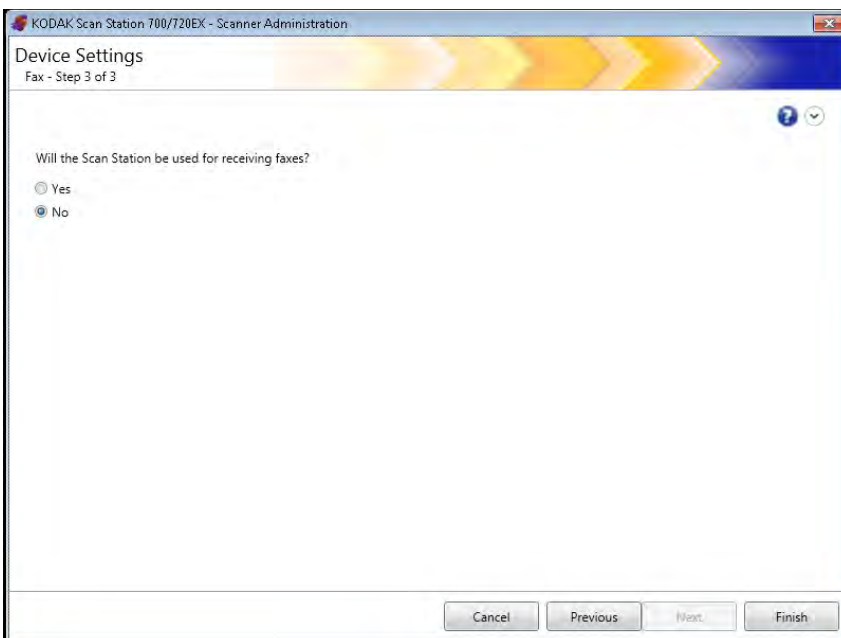 KODAK Scan Station 700/720EX - Scanner Administration
Device Settings
Fax - Step 3 of 3
?
Will the Scan Station be used for receiving faxes?
Yes
No
Cancel Previous Next Finish